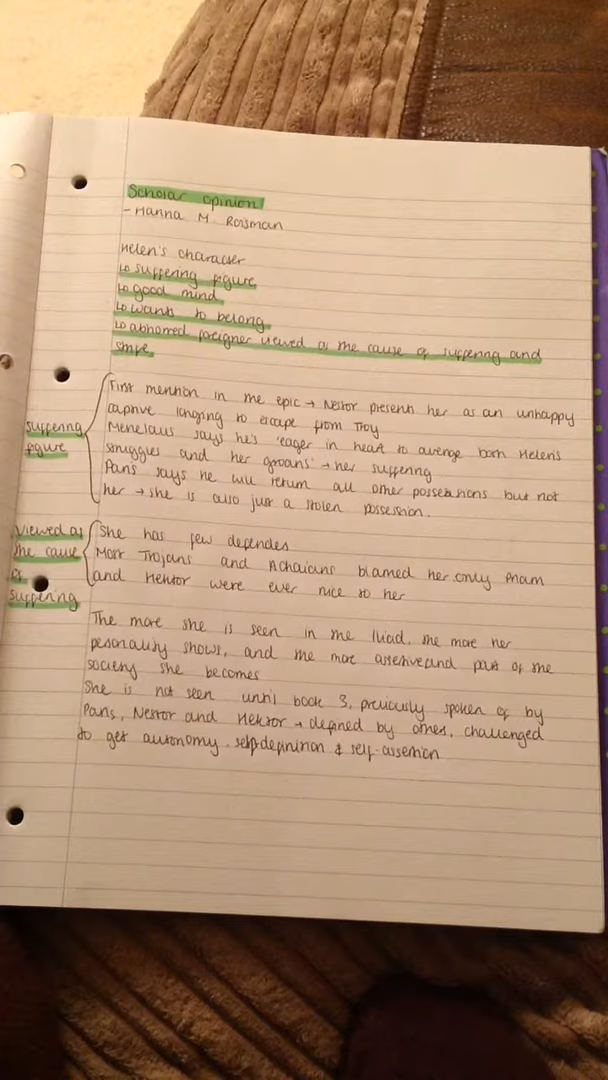 Scholar opinion
- Hanna M. Roisman
Helen's character
↳ suffering figure
↳ good mind
↳ wants to belong
↳ abhorred foreigner viewed as the cause of suffering and
strife
First mention in the epic → Nestor presents her as an unhappy
captive longing to escape from Troy
Menelaus says he's 'eager in heart to avenge both Helen's
struggles and her groans' → her suffering
Paris says he will return all other possessions but not
her → she is also just a stolen possession.
suffering
figure
She has few
Most Trojans and Achaians blamed her, only Priam
and Hektor were ever nice to her
viewed as
the cause
of
suffering
The more she is seen in the Iliad, the more her
personality shows, and the more assertive and part of the
society she becomes
She is not seen until book 3, previously spoken of by
Paris, Nestor and Hektor → defined by others, challenged
to get autonomy, self-definition & self-assertion